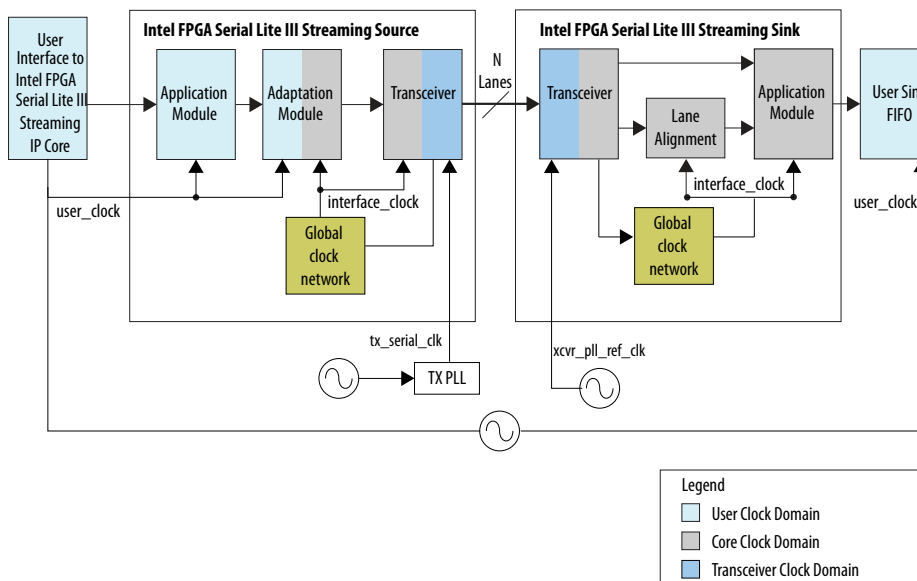 User
Interface to
Intel FPGA
Serial Lite III
Streaming
IP Core
Intel FPGA Serial Lite III Streaming Source
Application
Module
Adaptation
Module
Transceiver
user_clock
interface_clock
Global
clock
network
tx_serial_clk
TX PLL
N
Lanes
Intel FPGA Serial Lite III Streaming Sink
Transceiver
Lane
Alignment
Application
Module
interface_clock
Global
clock
network
xcvr_pll_ref_clk
User Sin
FIFO
user_clock
Legend
User Clock Domain
Core Clock Domain
Transceiver Clock Domain